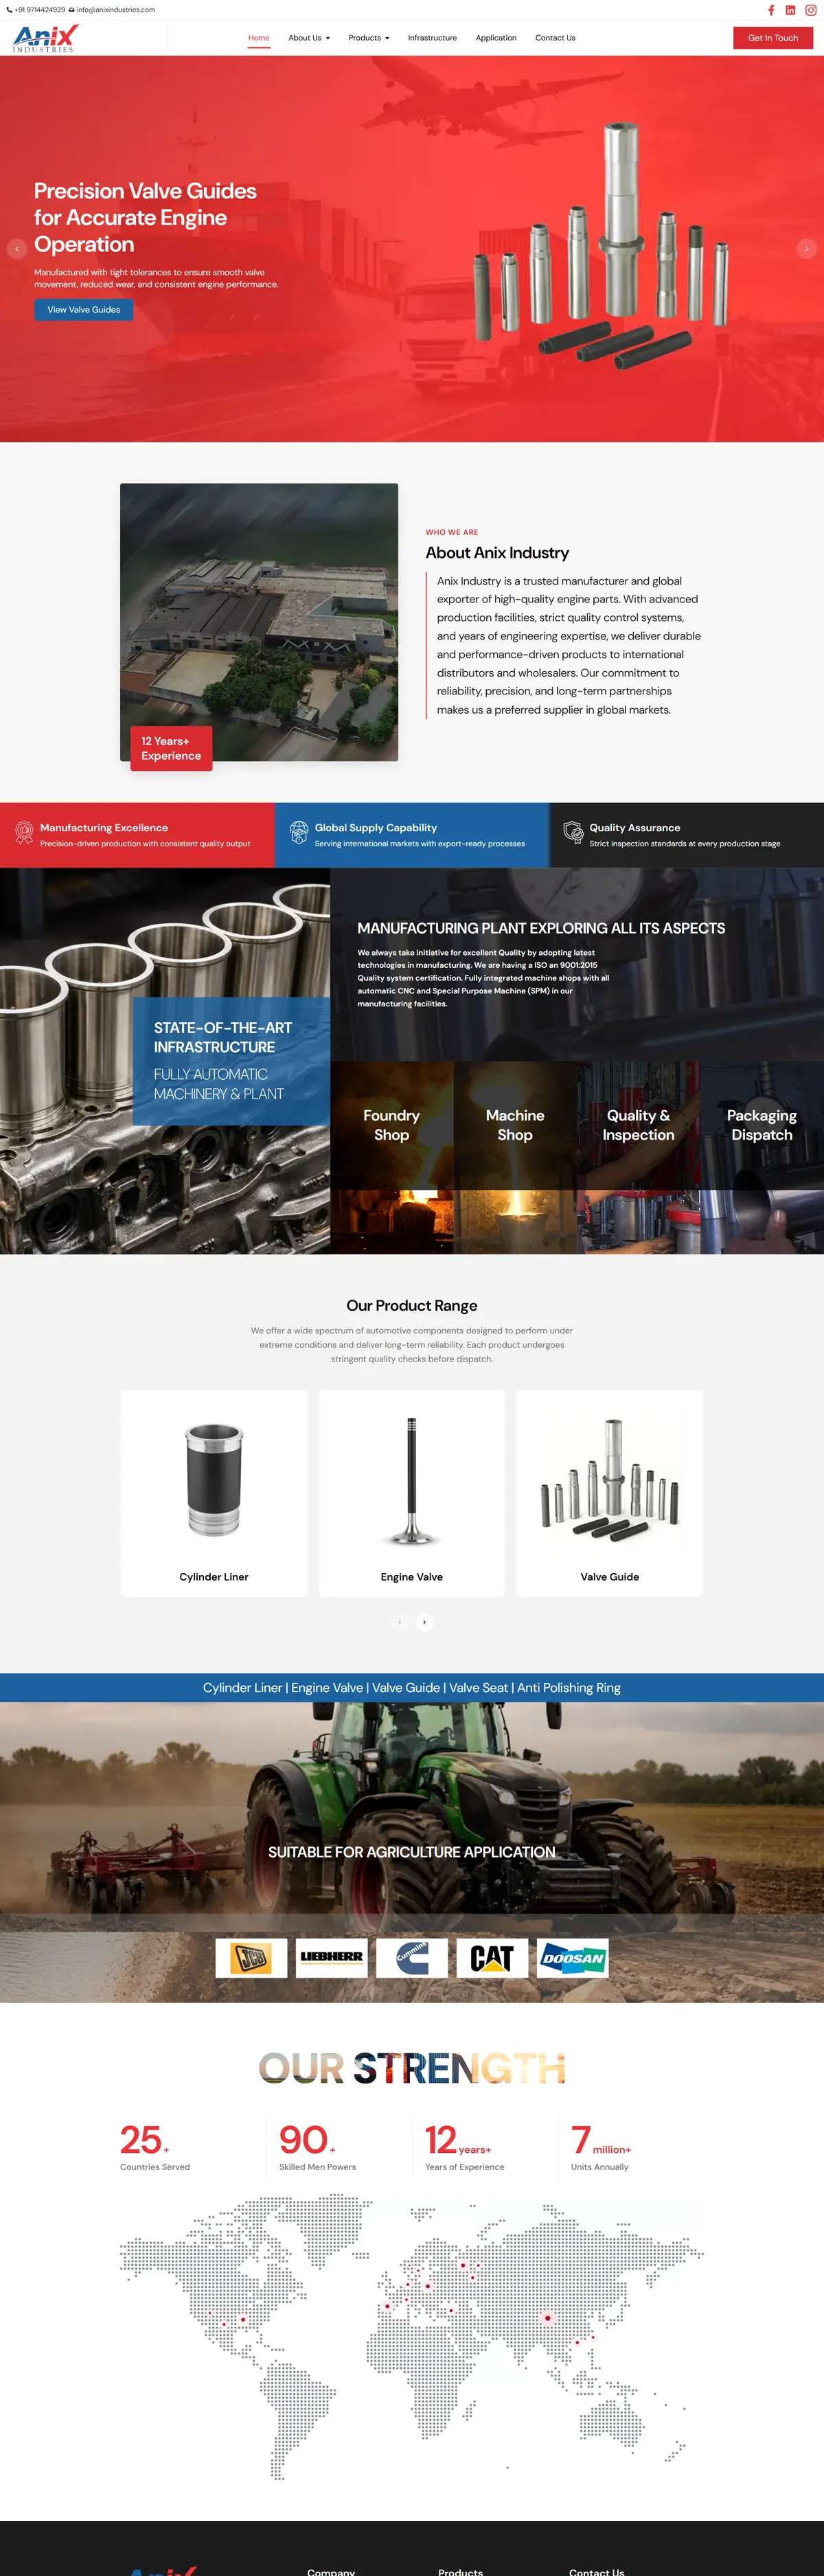 +91 9714424929 info@anixindustries.com
Anix
INDUSTRIES
Home About Us Products Infrastructure Application Contact Us
Get In Touch
Precision Valve Guides
for Accurate Engine
Operation
Manufactured with tight tolerances to ensure smooth valve
movement, reduced wear, and consistent engine performance.
View Valve Guides
WHO WE ARE
About Anix Industry
Anix Industry is a trusted manufacturer and global
exporter of high-quality engine parts. With advanced
production facilities, strict quality control systems,
and years of engineering expertise, we deliver durable
and performance-driven products to international
distributors and wholesalers. Our commitment to
reliability, precision, and long-term partnerships
makes us a preferred supplier in global markets.
12 Years+
Experience
Manufacturing Excellence
Precision-driven production with consistent quality output
Global Supply Capability
Serving international markets with export-ready processes
Quality Assurance
Strict inspection standards at every production stage
MANUFACTURING PLANT EXPLORING ALL ITS ASPECTS
We always take initiative for excellent Quality by adopting latest
technologies in manufacturing. We are having a ISO an 9001:2015
Quality system certification. Fully integrated machine shops with all
automatic CNC and Special Purpose Machine (SPM) in our
manufacturing facilities.
STATE-OF-THE-ART
INFRASTRUCTURE
FULLY AUTOMATIC
MACHINERY & PLANT
Foundry
Shop
Machine
Shop
Quality &
Inspection
Packaging
Dispatch
Our Product Range
We offer a wide spectrum of automotive components designed to perform under
extreme conditions and deliver long-term reliability. Each product undergoes
stringent quality checks before dispatch.
Cylinder Liner
Engine Valve
Valve Guide
Cylinder Liner | Engine Valve | Valve Guide | Valve Seat | Anti Polishing Ring
SUITABLE FOR AGRICULTURE APPLICATION
JCB
LIEBHERR
Cummins
CAT
DOOSAN
OUR STRENGTH
25 +
Countries Served
90 +
Skilled Men Powers
12 years+
Years of Experience
7 million+
Units Annually
Anix
Company
Products
Contact Us